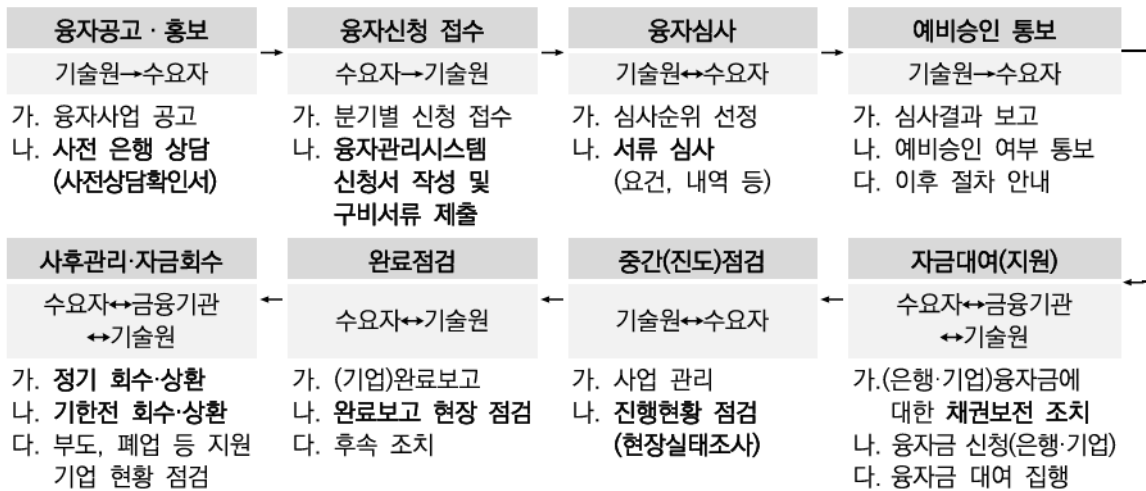 융자공고 · 홍보
기술원→수요자
가. 융자사업 공고
나. 사전 은행 상담
(사전상담확인서)
융자신청 접수
수요자→기술원
가. 분기별 신청 접수
나. 융자관리시스템
신청서 작성 및
구비서류 제출
융자심사
기술원↔수요자
가. 심사순위 선정
나. 서류 심사
(요건, 내역 등)
예비승인 통보
기술원→수요자
가. 심사결과 보고
나. 예비승인 여부 통보
다. 이후 절차 안내
자금대여(지원)
수요자↔금융기관
↔기술원
가.(은행·기업)융자금에
대한 채권보전 조치
나. 융자금 신청(은행·기업)
다. 융자금 대여 집행
중간(진도)점검
기술원↔수요자
가. 사업 관리
나. 진행현황 점검
(현장실태조사)
완료점검
수요자↔기술원
가. (기업)완료보고
나. 완료보고 현장 점검
다. 후속 조치
사후관리·자금회수
수요자↔금융기관
↔기술원
가. 정기 회수·상환
나. 기한전 회수·상환
다. 부도, 폐업 등 지원
기업 현황 점검